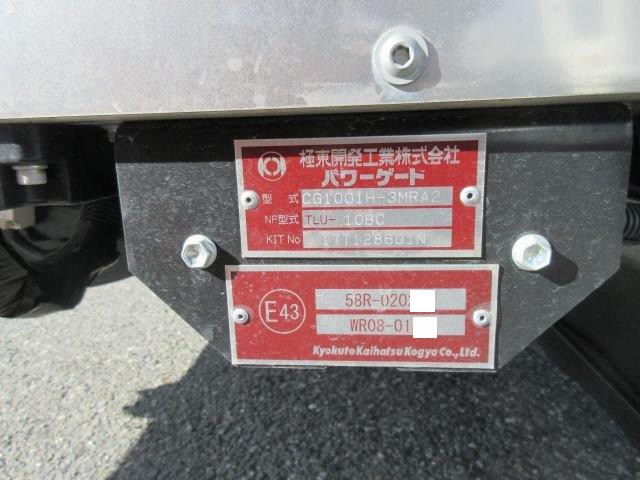 極東開発工業株式会社
パワーゲート
型 式 CG1001H-3MRA2
NF型式 TLU-10BC
KIT No 17T128601N
E43
58R-020
WR08-01
Kyokuto Kaihatsu Kogyo Co., Ltd.